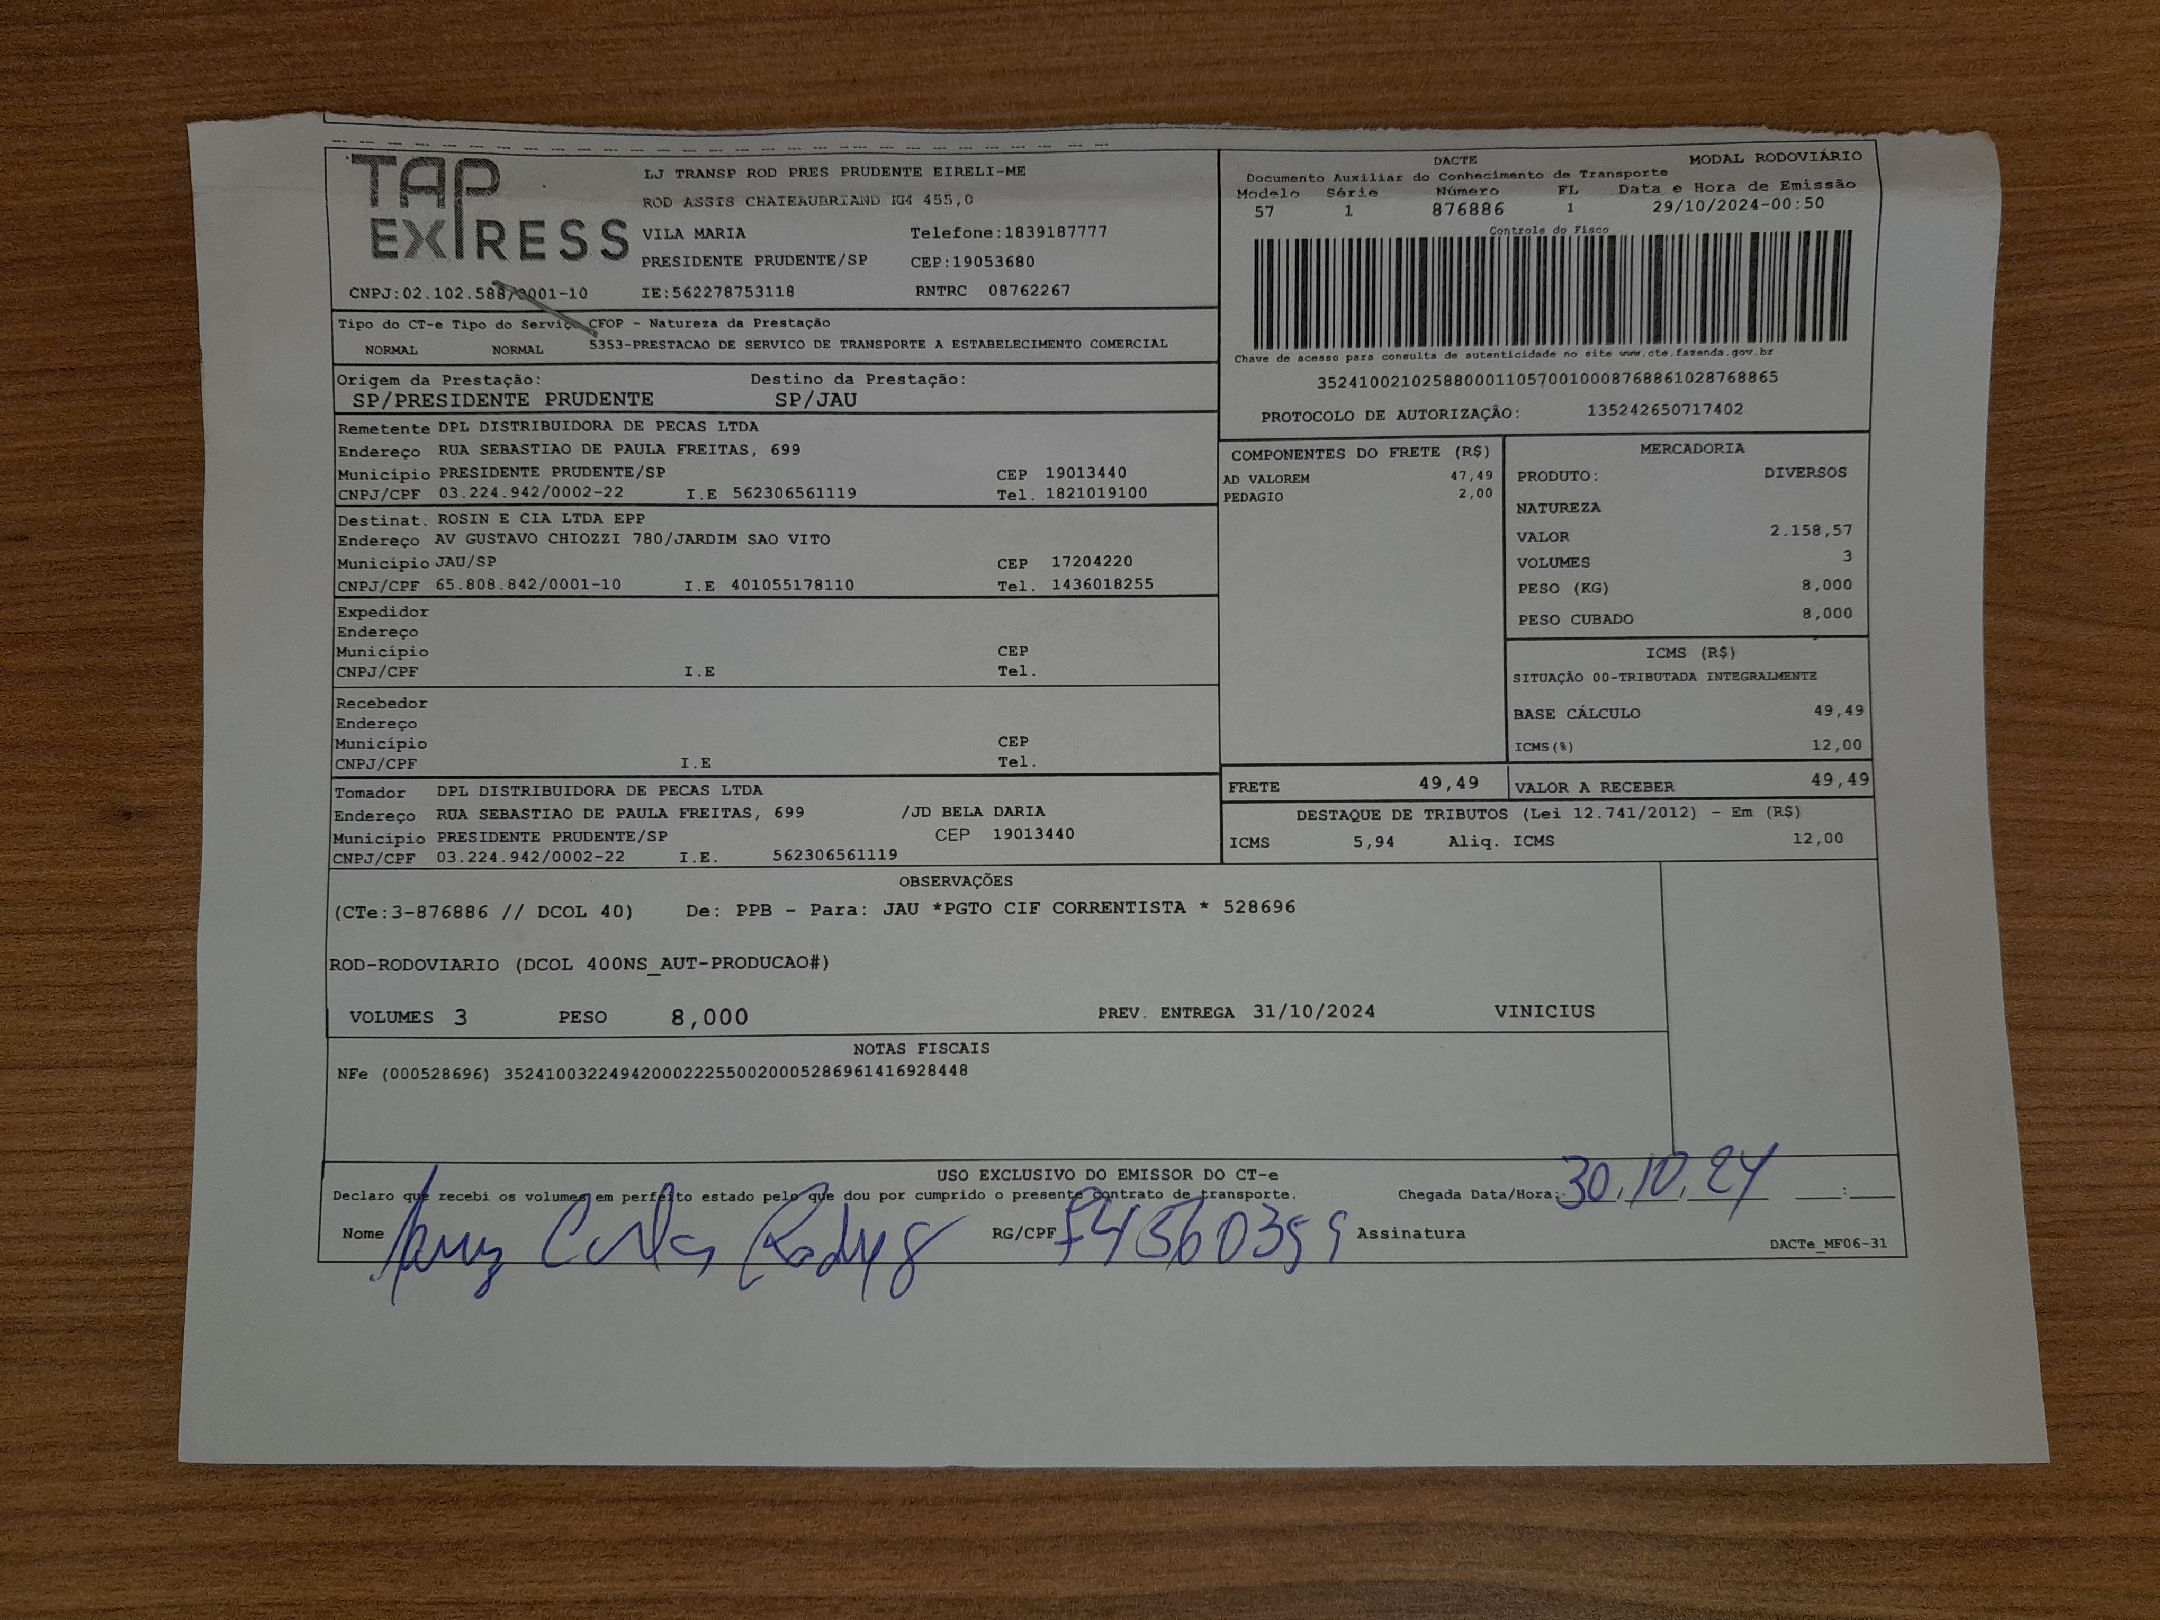 TAP
EXPRESS
LJ TRANSP ROD PRES PRUDENTE EIRELI-ME
ROD ASSIS CHATEAUBRIAND KM 455,0
VILA MARIA Telefone:1839187777
PRESIDENTE PRUDENTE/SP CEP:19053680
CNPJ:02.102.588/0001-10 IE:562278753118 RNTRC 08762267
DACTE MODAL RODOVIÁRIO
Documento Auxiliar do Conhecimento de Transporte
Modelo Série Número FL Data e Hora de Emissão
57 1 876886 1 29/10/2024-00:50
Controle do Fisco
Chave de acesso para consulta de autenticidade no site www.cte.fazenda.gov.br
35241002102588000110570010008768861028768865
PROTOCOLO DE AUTORIZAÇÃO: 135242650717402
Tipo do CT-e Tipo do Serviço CFOP - Natureza da Prestação
NORMAL NORMAL 5353-PRESTACAO DE SERVICO DE TRANSPORTE A ESTABELECIMENTO COMERCIAL
Origem da Prestação: Destino da Prestação:
SP/PRESIDENTE PRUDENTE SP/JAU
Remetente DPL DISTRIBUIDORA DE PECAS LTDA
Endereço RUA SEBASTIAO DE PAULA FREITAS, 699
Município PRESIDENTE PRUDENTE/SP CEP 19013440
CNPJ/CPF 03.224.942/0002-22 I.E 562306561119 Tel. 1821019100
Destinat. ROSIN E CIA LTDA EPP
Endereço AV GUSTAVO CHIOZZI 780/JARDIM SAO VITO
Município JAU/SP CEP 17204220
CNPJ/CPF 65.808.842/0001-10 I.E 401055178110 Tel. 1436018255
Expedidor
Endereço
Município CEP
CNPJ/CPF I.E Tel.
Recebedor
Endereço
Município CEP
CNPJ/CPF I.E Tel.
Tomador DPL DISTRIBUIDORA DE PECAS LTDA
Endereço RUA SEBASTIAO DE PAULA FREITAS, 699 /JD BELA DARIA
Município PRESIDENTE PRUDENTE/SP CEP 19013440
CNPJ/CPF 03.224.942/0002-22 I.E. 562306561119
COMPONENTES DO FRETE (R$)
AD VALOREM 47,49
PEDAGIO 2,00
MERCADORIA
PRODUTO: DIVERSOS
NATUREZA
VALOR 2.158,57
VOLUMES 3
PESO (KG) 8,000
PESO CUBADO 8,000
ICMS (R$)
SITUAÇÃO 00-TRIBUTADA INTEGRALMENTE
BASE CÁLCULO 49,49
ICMS(%) 12,00
FRETE 49,49 VALOR A RECEBER 49,49
DESTAQUE DE TRIBUTOS (Lei 12.741/2012) - Em (R$)
ICMS 5,94 Aliq. ICMS 12,00
OBSERVAÇÕES
(CTe:3-876886 // DCOL 40) De: PPB - Para: JAU *PGTO CIF CORRENTISTA * 528696
ROD-RODOVIARIO (DCOL 400NS_AUT-PRODUCAO#)
VOLUMES 3 PESO 8,000 PREV. ENTREGA 31/10/2024 VINICIUS
NOTAS FISCAIS
NFe (000528696) 35241003224942000222550020005286961416928448
USO EXCLUSIVO DO EMISSOR DO CT-e
Declaro que recebi os volumes em perfeito estado pelo que dou por cumprido o presente contrato de transporte. Chegada Data/Hora: 30.10.24 __:__
Nome RG/CPF Assinatura
DACTe_MF06-31